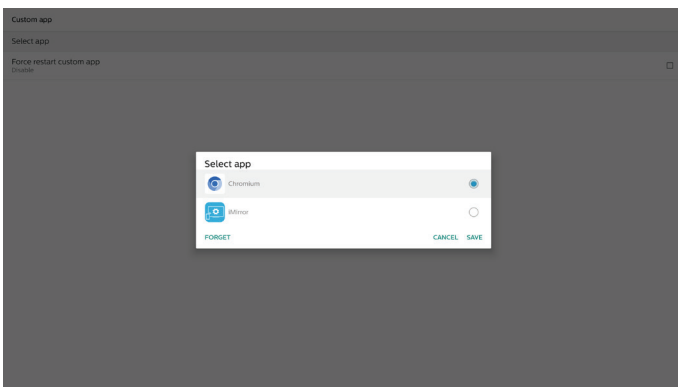 Custom app
Select app
Force restart custom app
Disable
Select app
Chromium
iMirror
FORGET
CANCEL SAVE